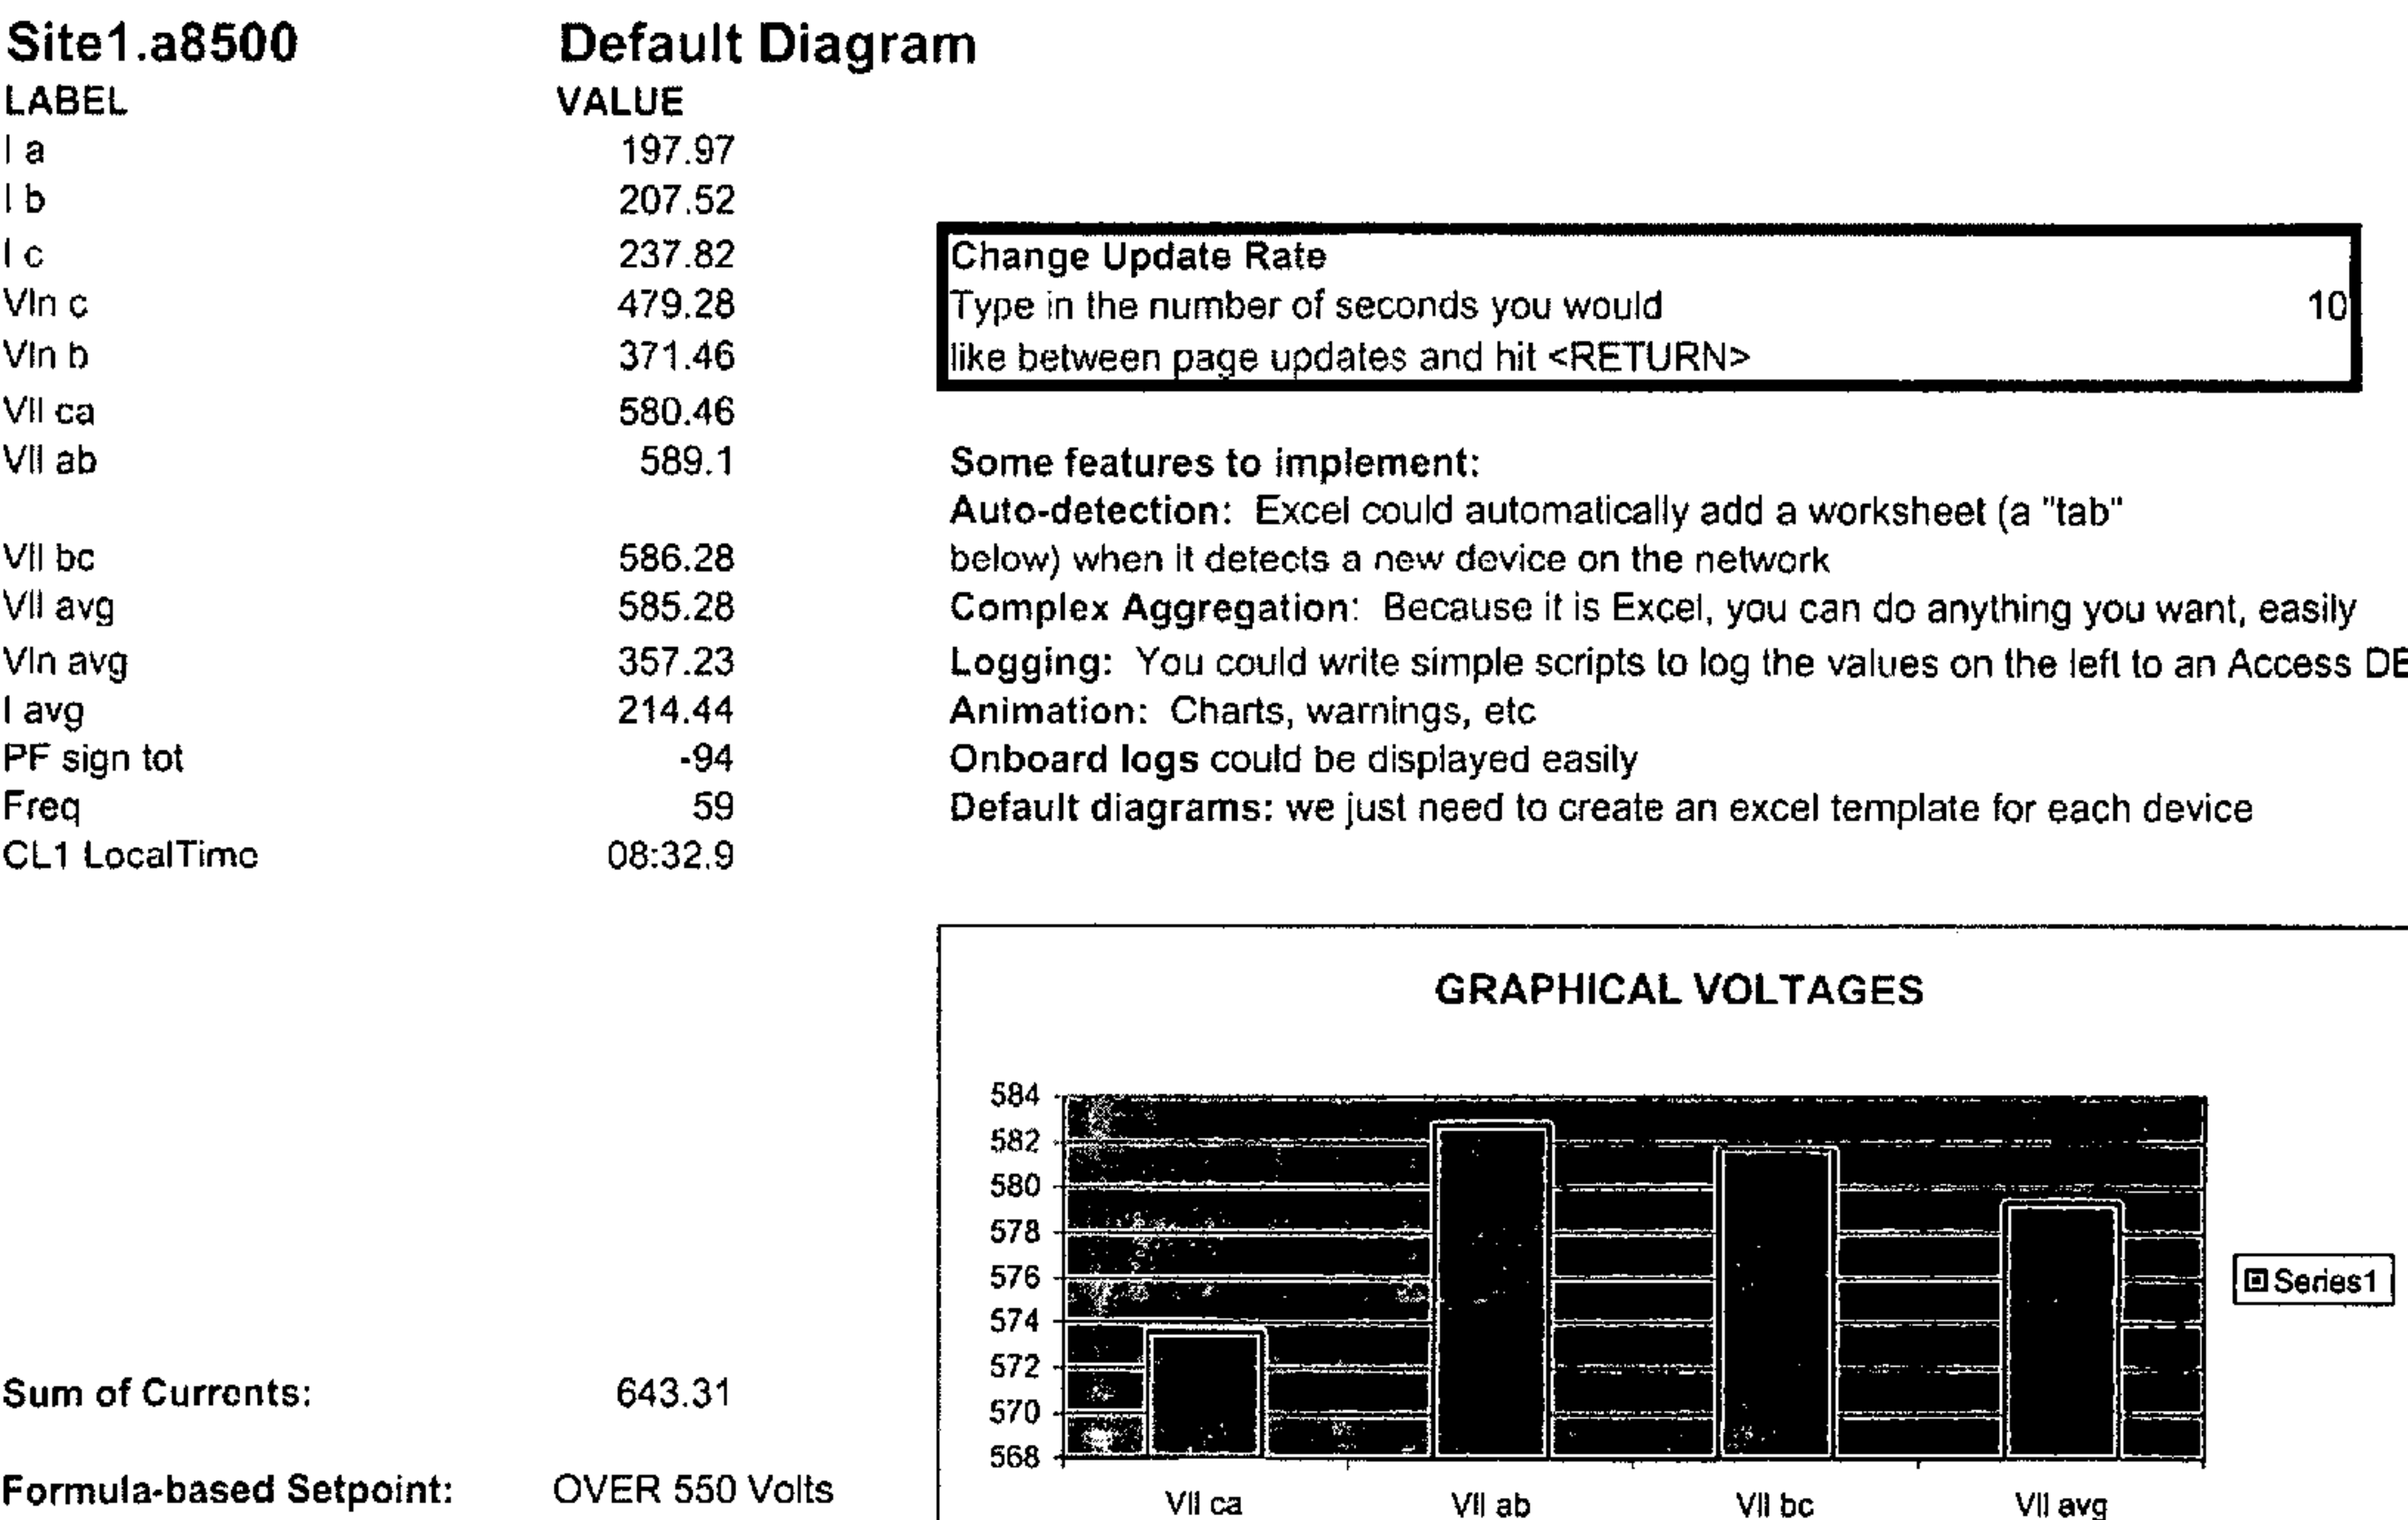 Site1.a8500 Default Diagram
LABEL VALUE
I a 197.97
I b 207.52
I c 237.82
Vln c 479.28
Vln b 371.46
Vll ca 580.46
Vll ab 589.1
Vll bc 586.28
Vll avg 585.28
Vln avg 357.23
I avg 214.44
PF sign tot -94
Freq 59
CL1 LocalTime 08:32.9
Change Update Rate
Type in the number of seconds you would 10
like between page updates and hit <RETURN>
Some features to implement:
Auto-detection: Excel could automatically add a worksheet (a "tab"
below) when it detects a new device on the network
Complex Aggregation: Because it is Excel, you can do anything you want, easily
Logging: You could write simple scripts to log the values on the left to an Access DB
Animation: Charts, warnings, etc
Onboard logs could be displayed easily
Default diagrams: we just need to create an excel template for each device
Sum of Currents: 643.31
Formula-based Setpoint: OVER 550 Volts
GRAPHICAL VOLTAGES
584
582
580
578
576
574
572
570
568
Vll ca Vll ab Vll bc Vll avg
Series1